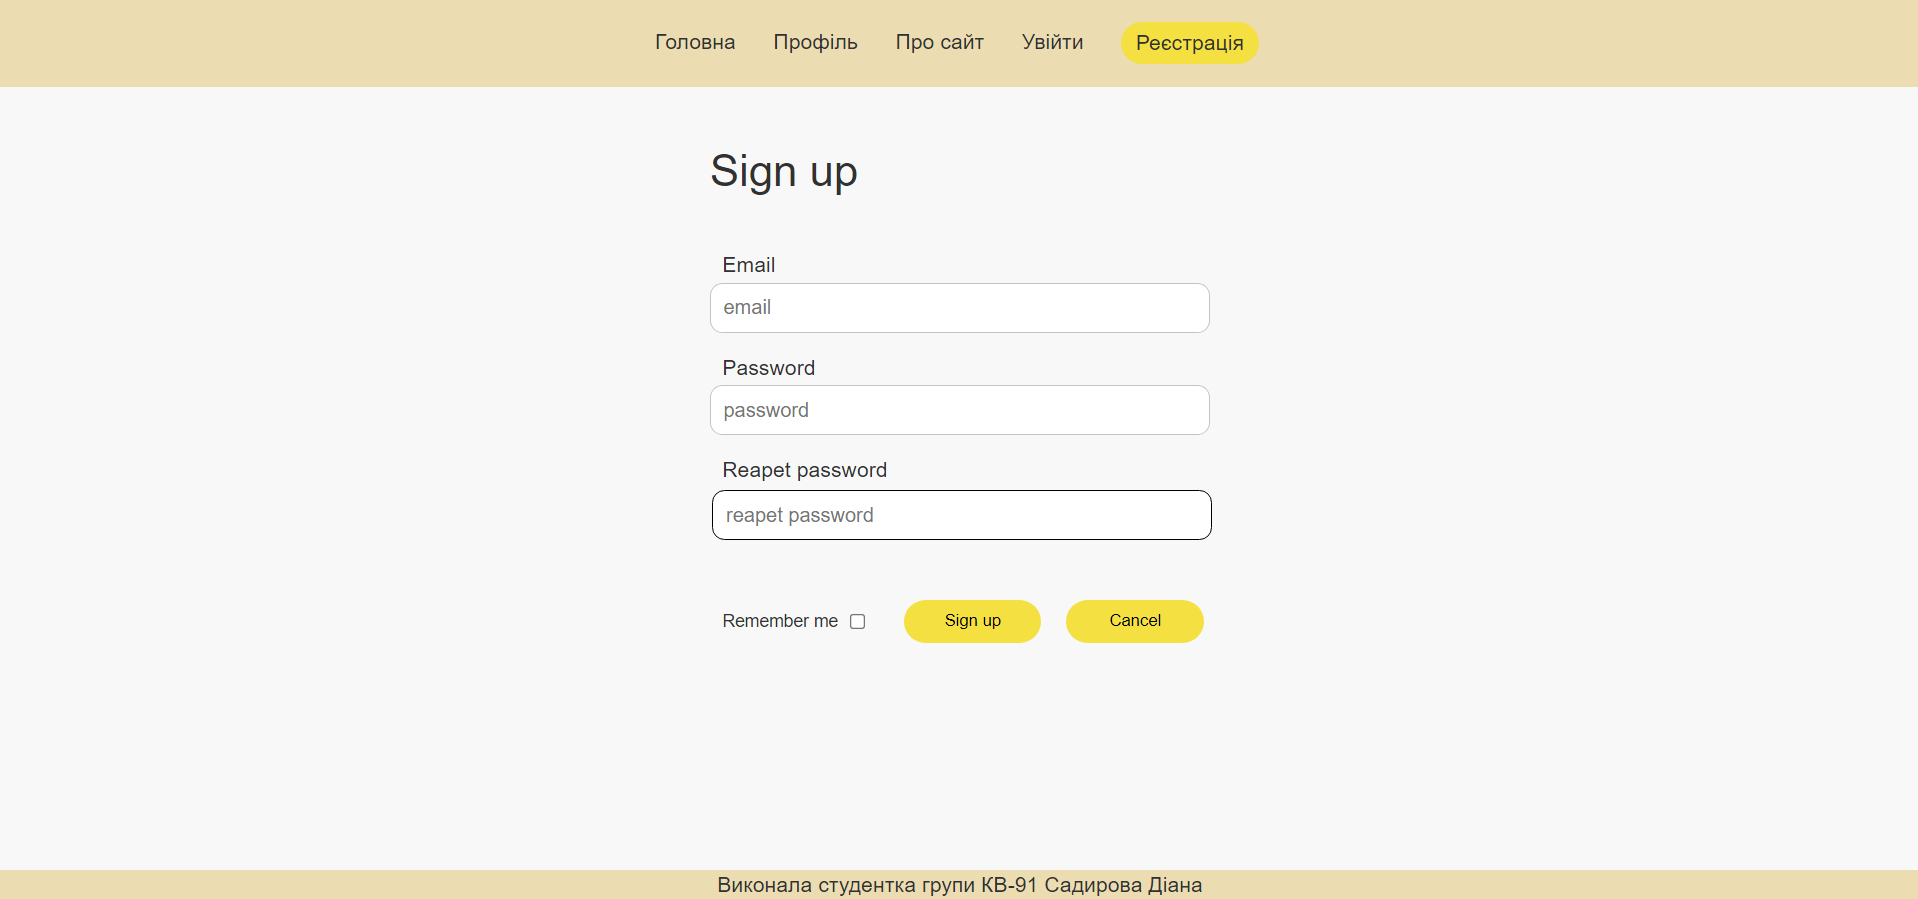 Головна Профіль Про сайт Увійти Реєстрація
Sign up
Email
email
Password
password
Reapet password
reapet password
Remember me Sign up Cancel
Виконала студентка групи КВ-91 Садирова Діана